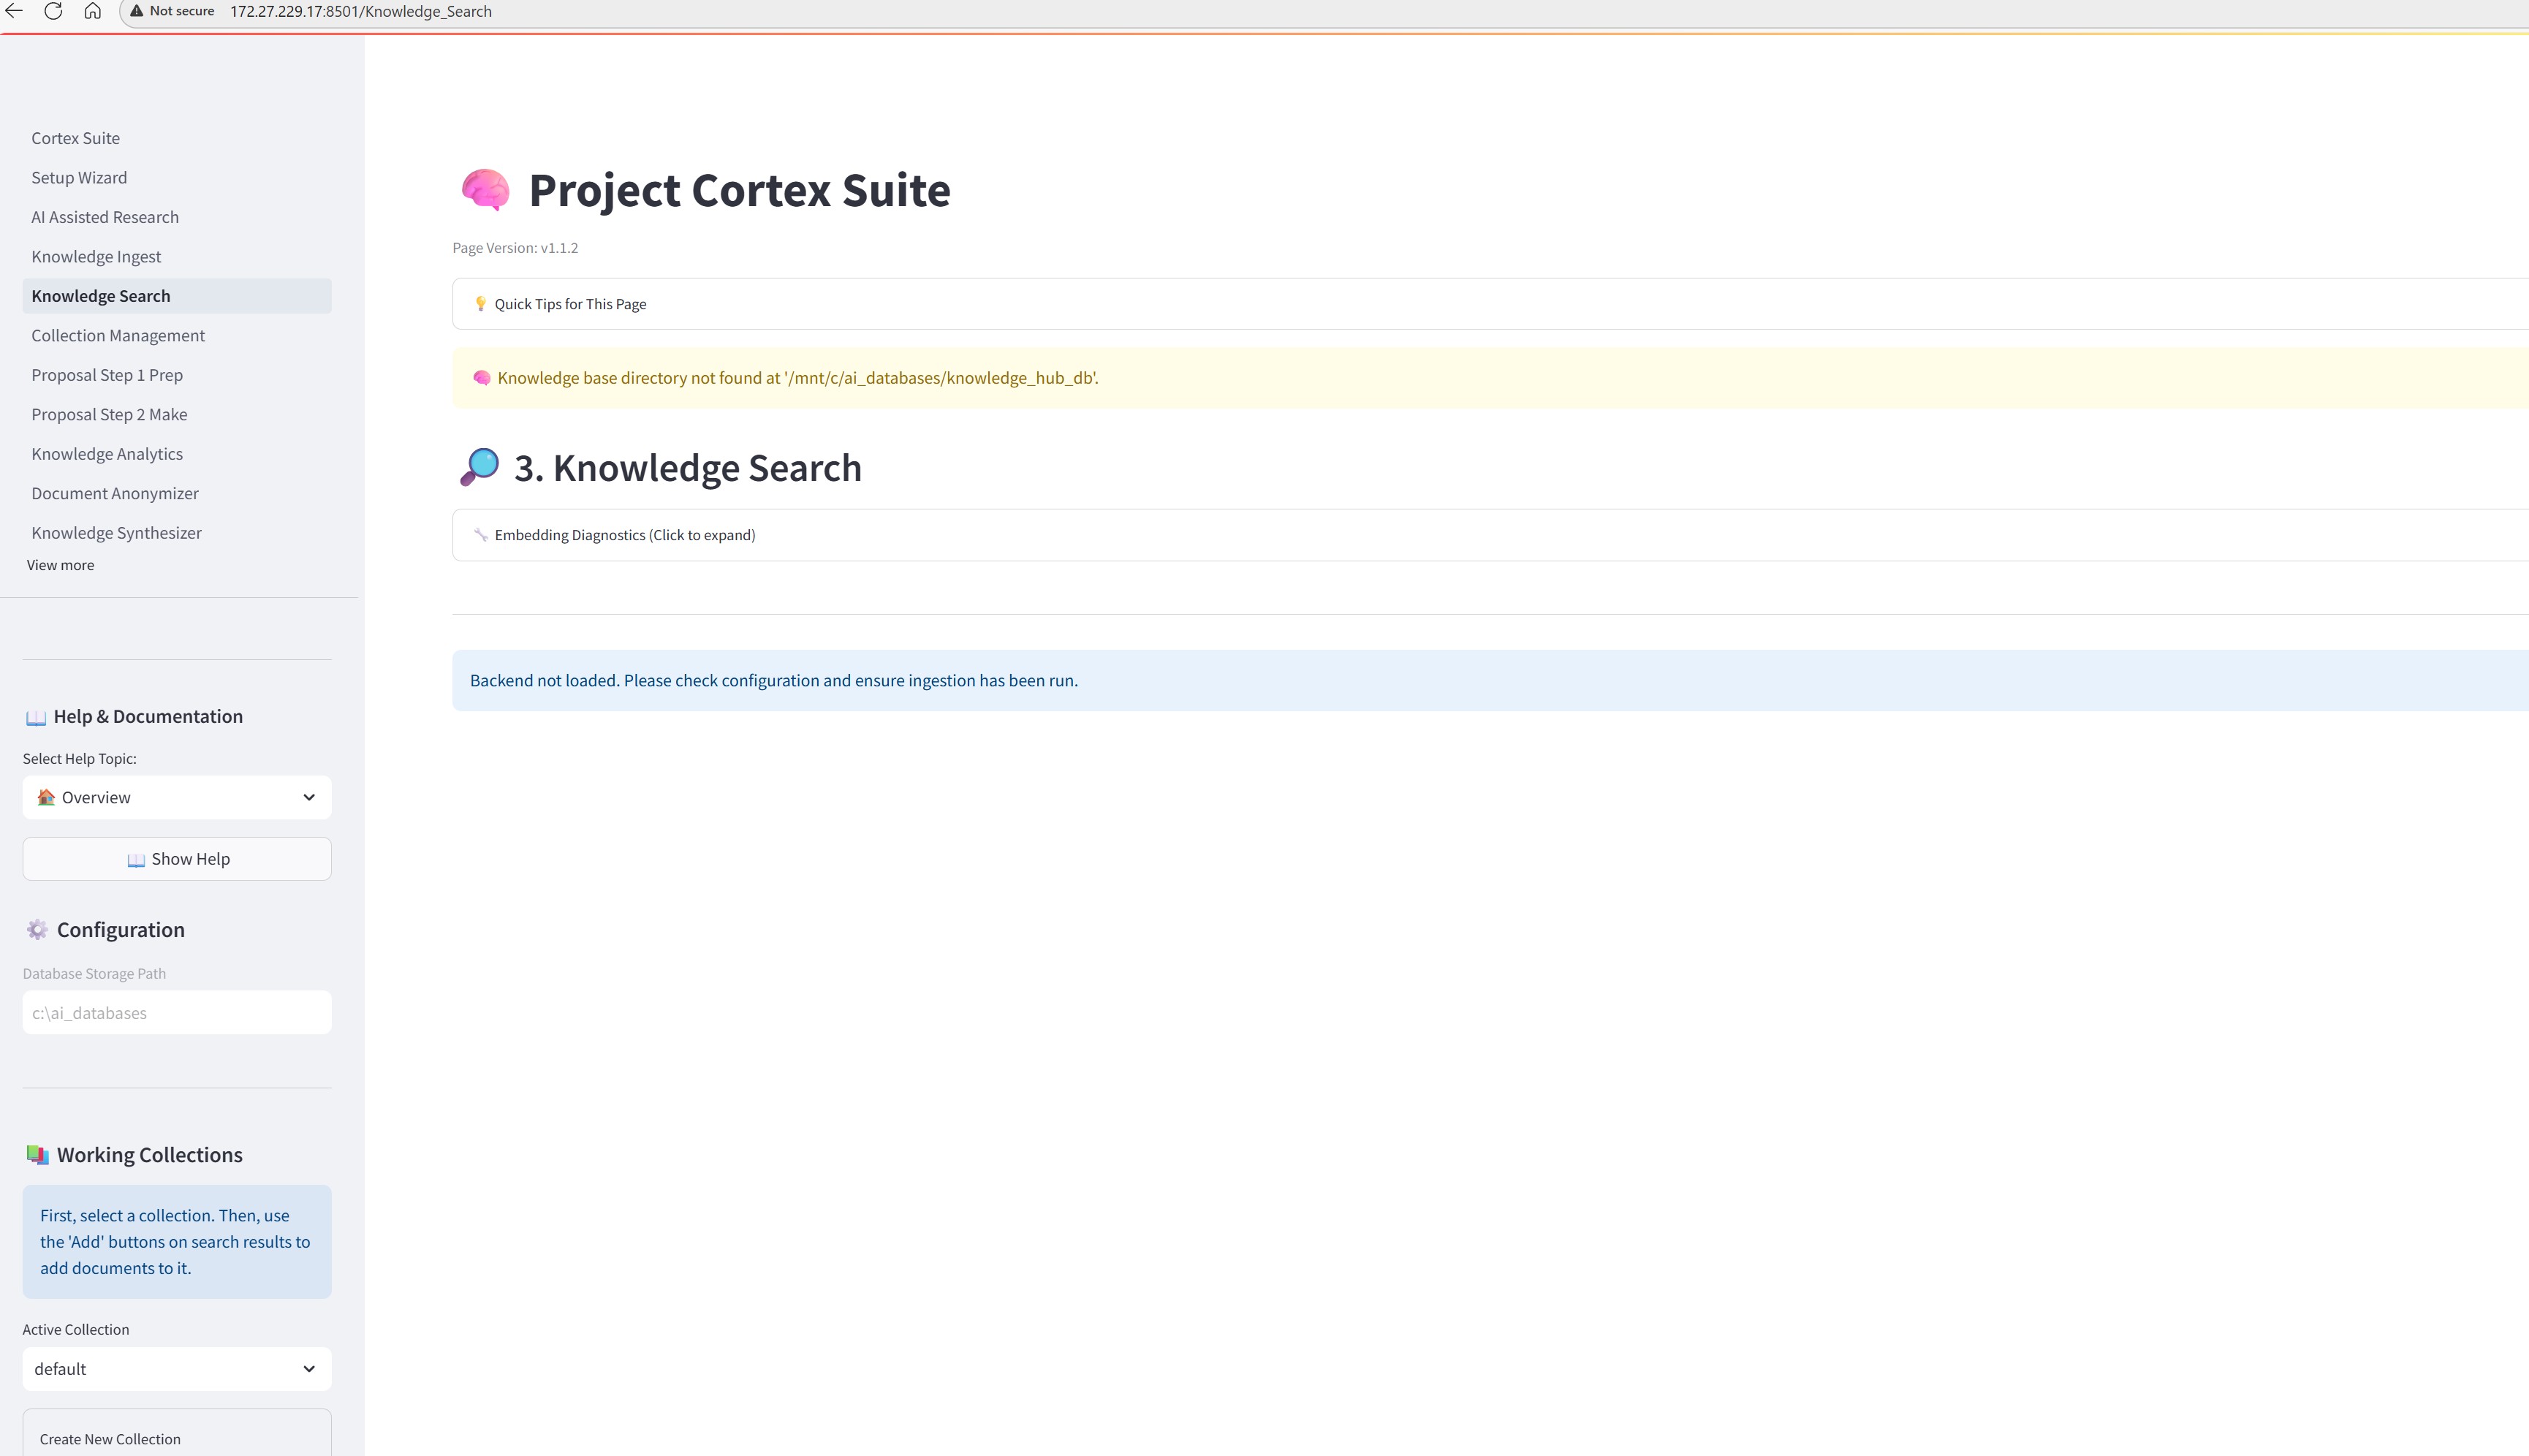 Not secure 172.27.229.17:8501/Knowledge_Search
Cortex Suite
Setup Wizard
AI Assisted Research
Knowledge Ingest
Knowledge Search
Collection Management
Proposal Step 1 Prep
Proposal Step 2 Make
Knowledge Analytics
Document Anonymizer
Knowledge Synthesizer
View more
Help & Documentation
Select Help Topic:
Overview
Show Help
Configuration
Database Storage Path
c:\ai_databases
Working Collections
First, select a collection. Then, use
the 'Add' buttons on search results to
add documents to it.
Active Collection
default
Create New Collection
Project Cortex Suite
Page Version: v1.1.2
Quick Tips for This Page
Knowledge base directory not found at '/mnt/c/ai_databases/knowledge_hub_db'.
3. Knowledge Search
Embedding Diagnostics (Click to expand)
Backend not loaded. Please check configuration and ensure ingestion has been run.